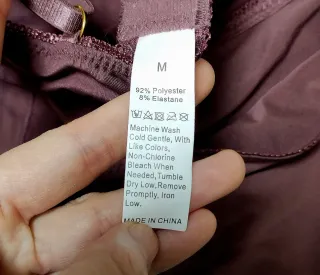 M
92% Polyester
8% Elastane
Machine Wash
Cold Gentle, With
Like Colors,
Non-Chlorine
Bleach When
Needed,Tumble
Dry Low,Remove
Promptly, Iron
Low.
MADE IN CHINA